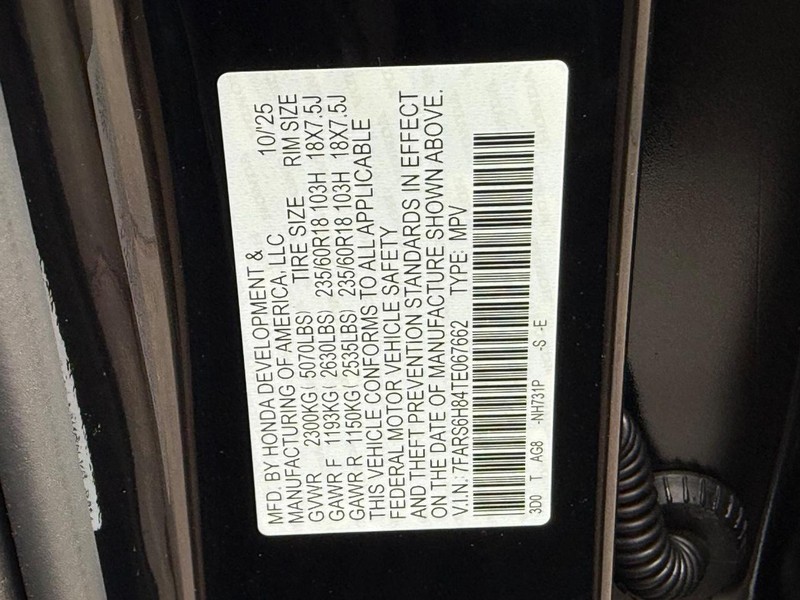 MFD. BY HONDA DEVELOPMENT &
MANUFACTURING OF AMERICA, LLC 10/'25
GVWR 2300KG ( 5070LBS) TIRE SIZE RIM SIZE
GAWR F 1193KG ( 2630LBS) 235/60R18 103H 18X7.5J
GAWR R 1150KG ( 2535LBS) 235/60R18 103H 18X7.5J
THIS VEHICLE CONFORMS TO ALL APPLICABLE
FEDERAL MOTOR VEHICLE SAFETY
AND THEFT PREVENTION STANDARDS IN EFFECT
ON THE DATE OF MANUFACTURE SHOWN ABOVE.
V.I.N.: 7FARS6H84TE067662 TYPE: MPV
3D0 T AG8 -NH731P -S -E